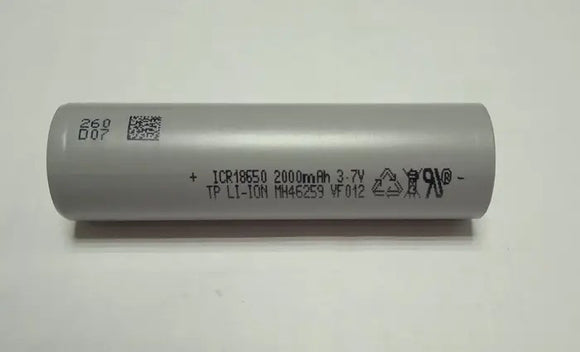 260
D07
+ ICR18650 2000mAh 3.7V -
TP LI-ION MH46259 VF012